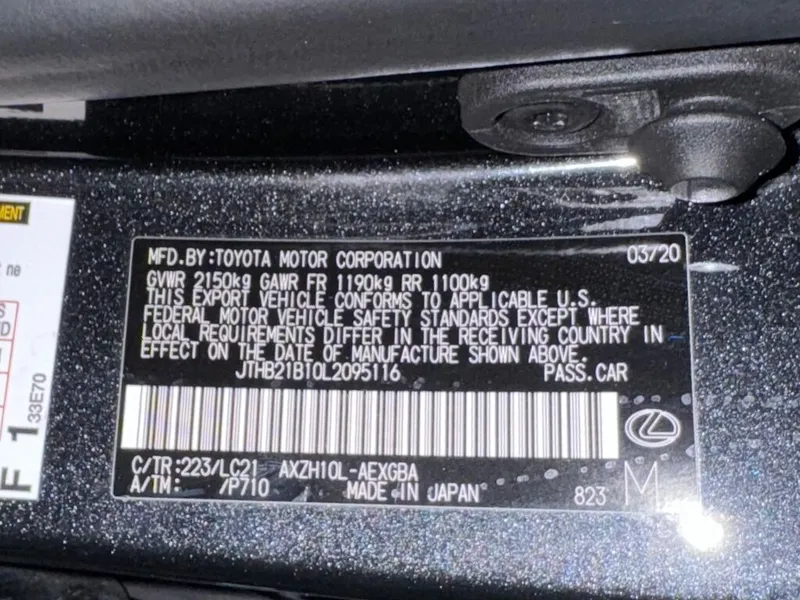 MFD.BY:TOYOTA MOTOR CORPORATION 03/20
GVWR 2150kg GAWR FR 1190kg RR 1100kg
THIS EXPORT VEHICLE CONFORMS TO APPLICABLE U.S.
FEDERAL MOTOR VEHICLE SAFETY STANDARDS EXCEPT WHERE
LOCAL REQUIREMENTS DIFFER IN THE RECEIVING COUNTRY IN
EFFECT ON THE DATE OF MANUFACTURE SHOWN ABOVE.
JTHB21B10L2095116 PASS.CAR
C/TR:223/LC21 AXZH10L-AEXGBA
A/TM: /P710 MADE IN JAPAN 823 M
F 1 33E70